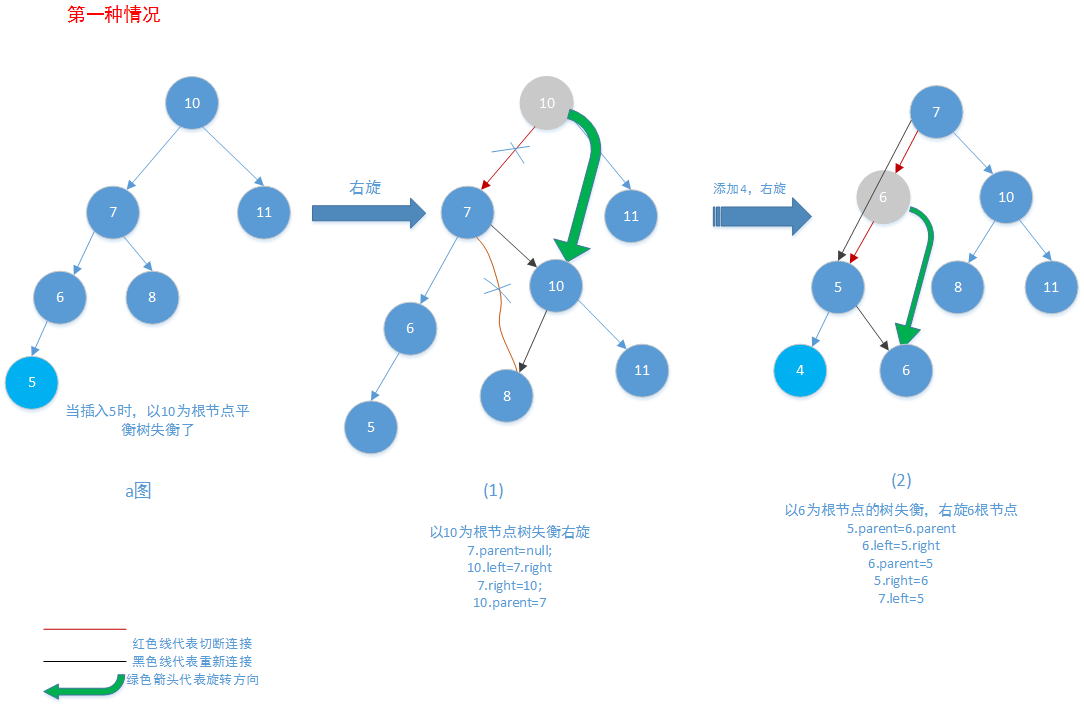 第一种情况
10
7
11
6
8
5
当插入5时，以10为根节点平
衡树失衡了
a图
右旋
10
7
11
10
6
8
11
5
(1)
以10为根节点树失衡右旋
7.parent=null;
10.left=7.right
7.right=10;
10.parent=7
添加4，右旋
7
6
10
5
8
11
4
6
(2)
以6为根节点的树失衡，右旋6根节点
5.parent=6.parent
6.left=5.right
6.parent=5
5.right=6
7.left=5
红色线代表切断连接
黑色线代表重新连接
绿色箭头代表旋转方向